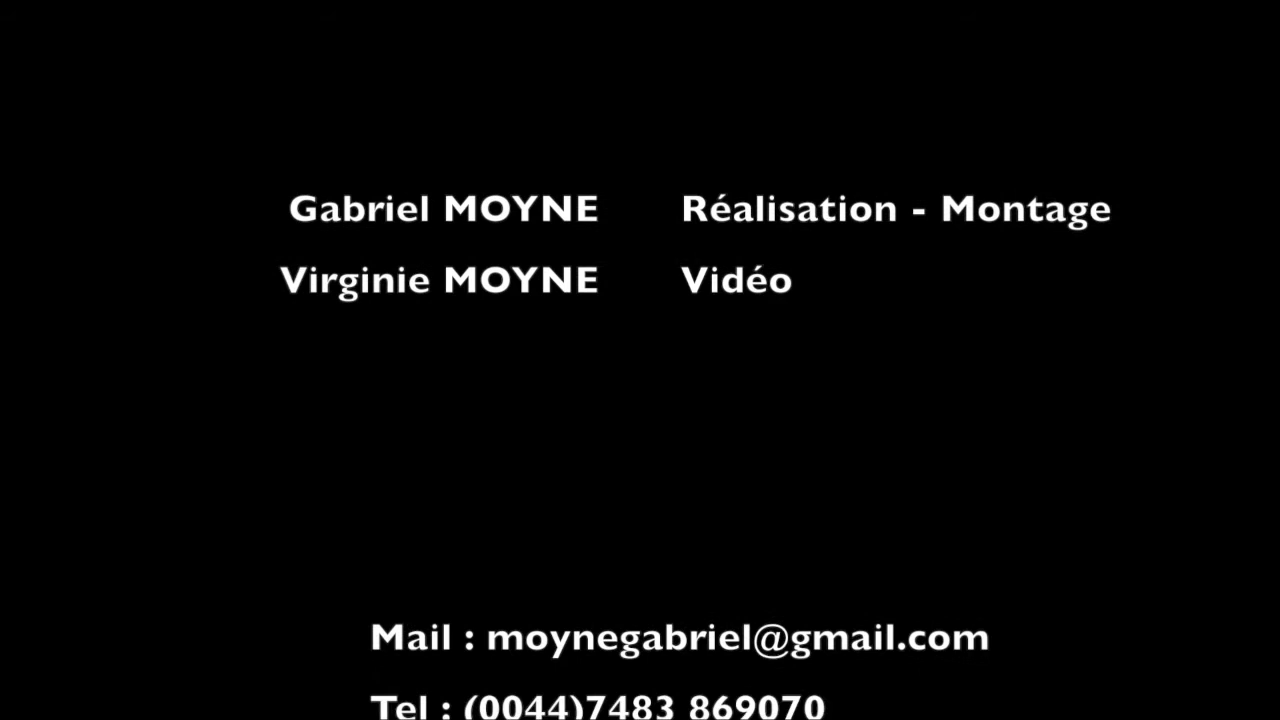 Gabriel MOYNE Réalisation - Montage
Virginie MOYNE Vidéo
Mail : moynegabriel@gmail.com
Tel : (0044)7483 869070